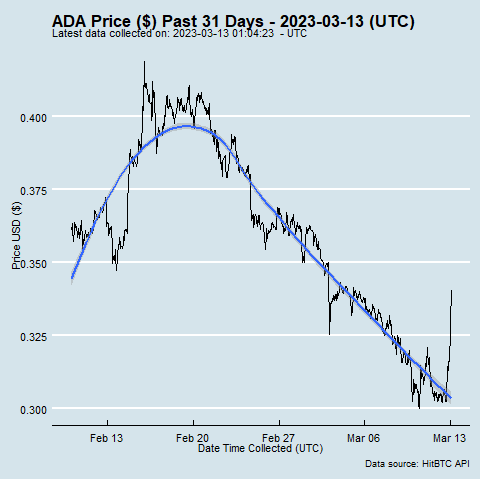 ADA Price ($) Past 31 Days - 2023-03-13 (UTC)
Latest data collected on: 2023-03-13 01:04:23 - UTC
0.400
0.375
0.350
0.325
0.300
Price USD ($)
Feb 13 Feb 20 Feb 27 Mar 06 Mar 13
Date Time Collected (UTC)
Data source: HitBTC API